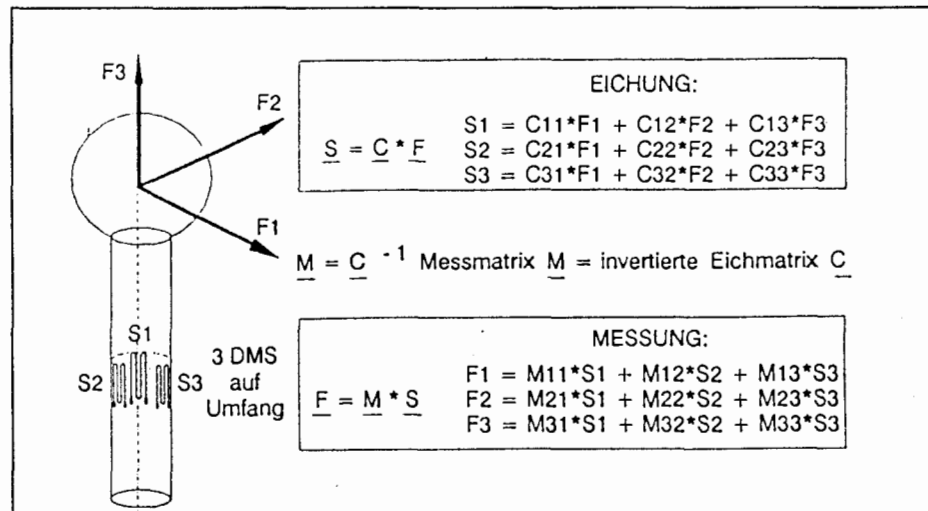 F3
F2
F1
EICHUNG:
S = C * F
S1 = C11*F1 + C12*F2 + C13*F3
S2 = C21*F1 + C22*F2 + C23*F3
S3 = C31*F1 + C32*F2 + C33*F3
M = C -1 Messmatrix M = invertierte Eichmatrix C
S1
S2
S3
3 DMS
auf
Umfang
MESSUNG:
F = M * S
F1 = M11*S1 + M12*S2 + M13*S3
F2 = M21*S1 + M22*S2 + M23*S3
F3 = M31*S1 + M32*S2 + M33*S3